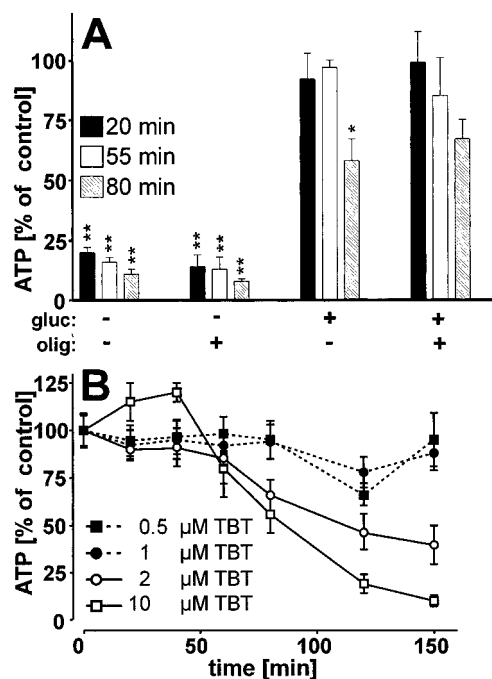 A
ATP [% of control]
100
75
50
25
0
20 min
55 min
80 min
** ** **
** ** **
*
gluc: - - + +
olig: - + - +
B
ATP [% of control]
125
100
75
50
25
0
0.5 µM TBT
1 µM TBT
2 µM TBT
10 µM TBT
0 50 100 150
time [min]